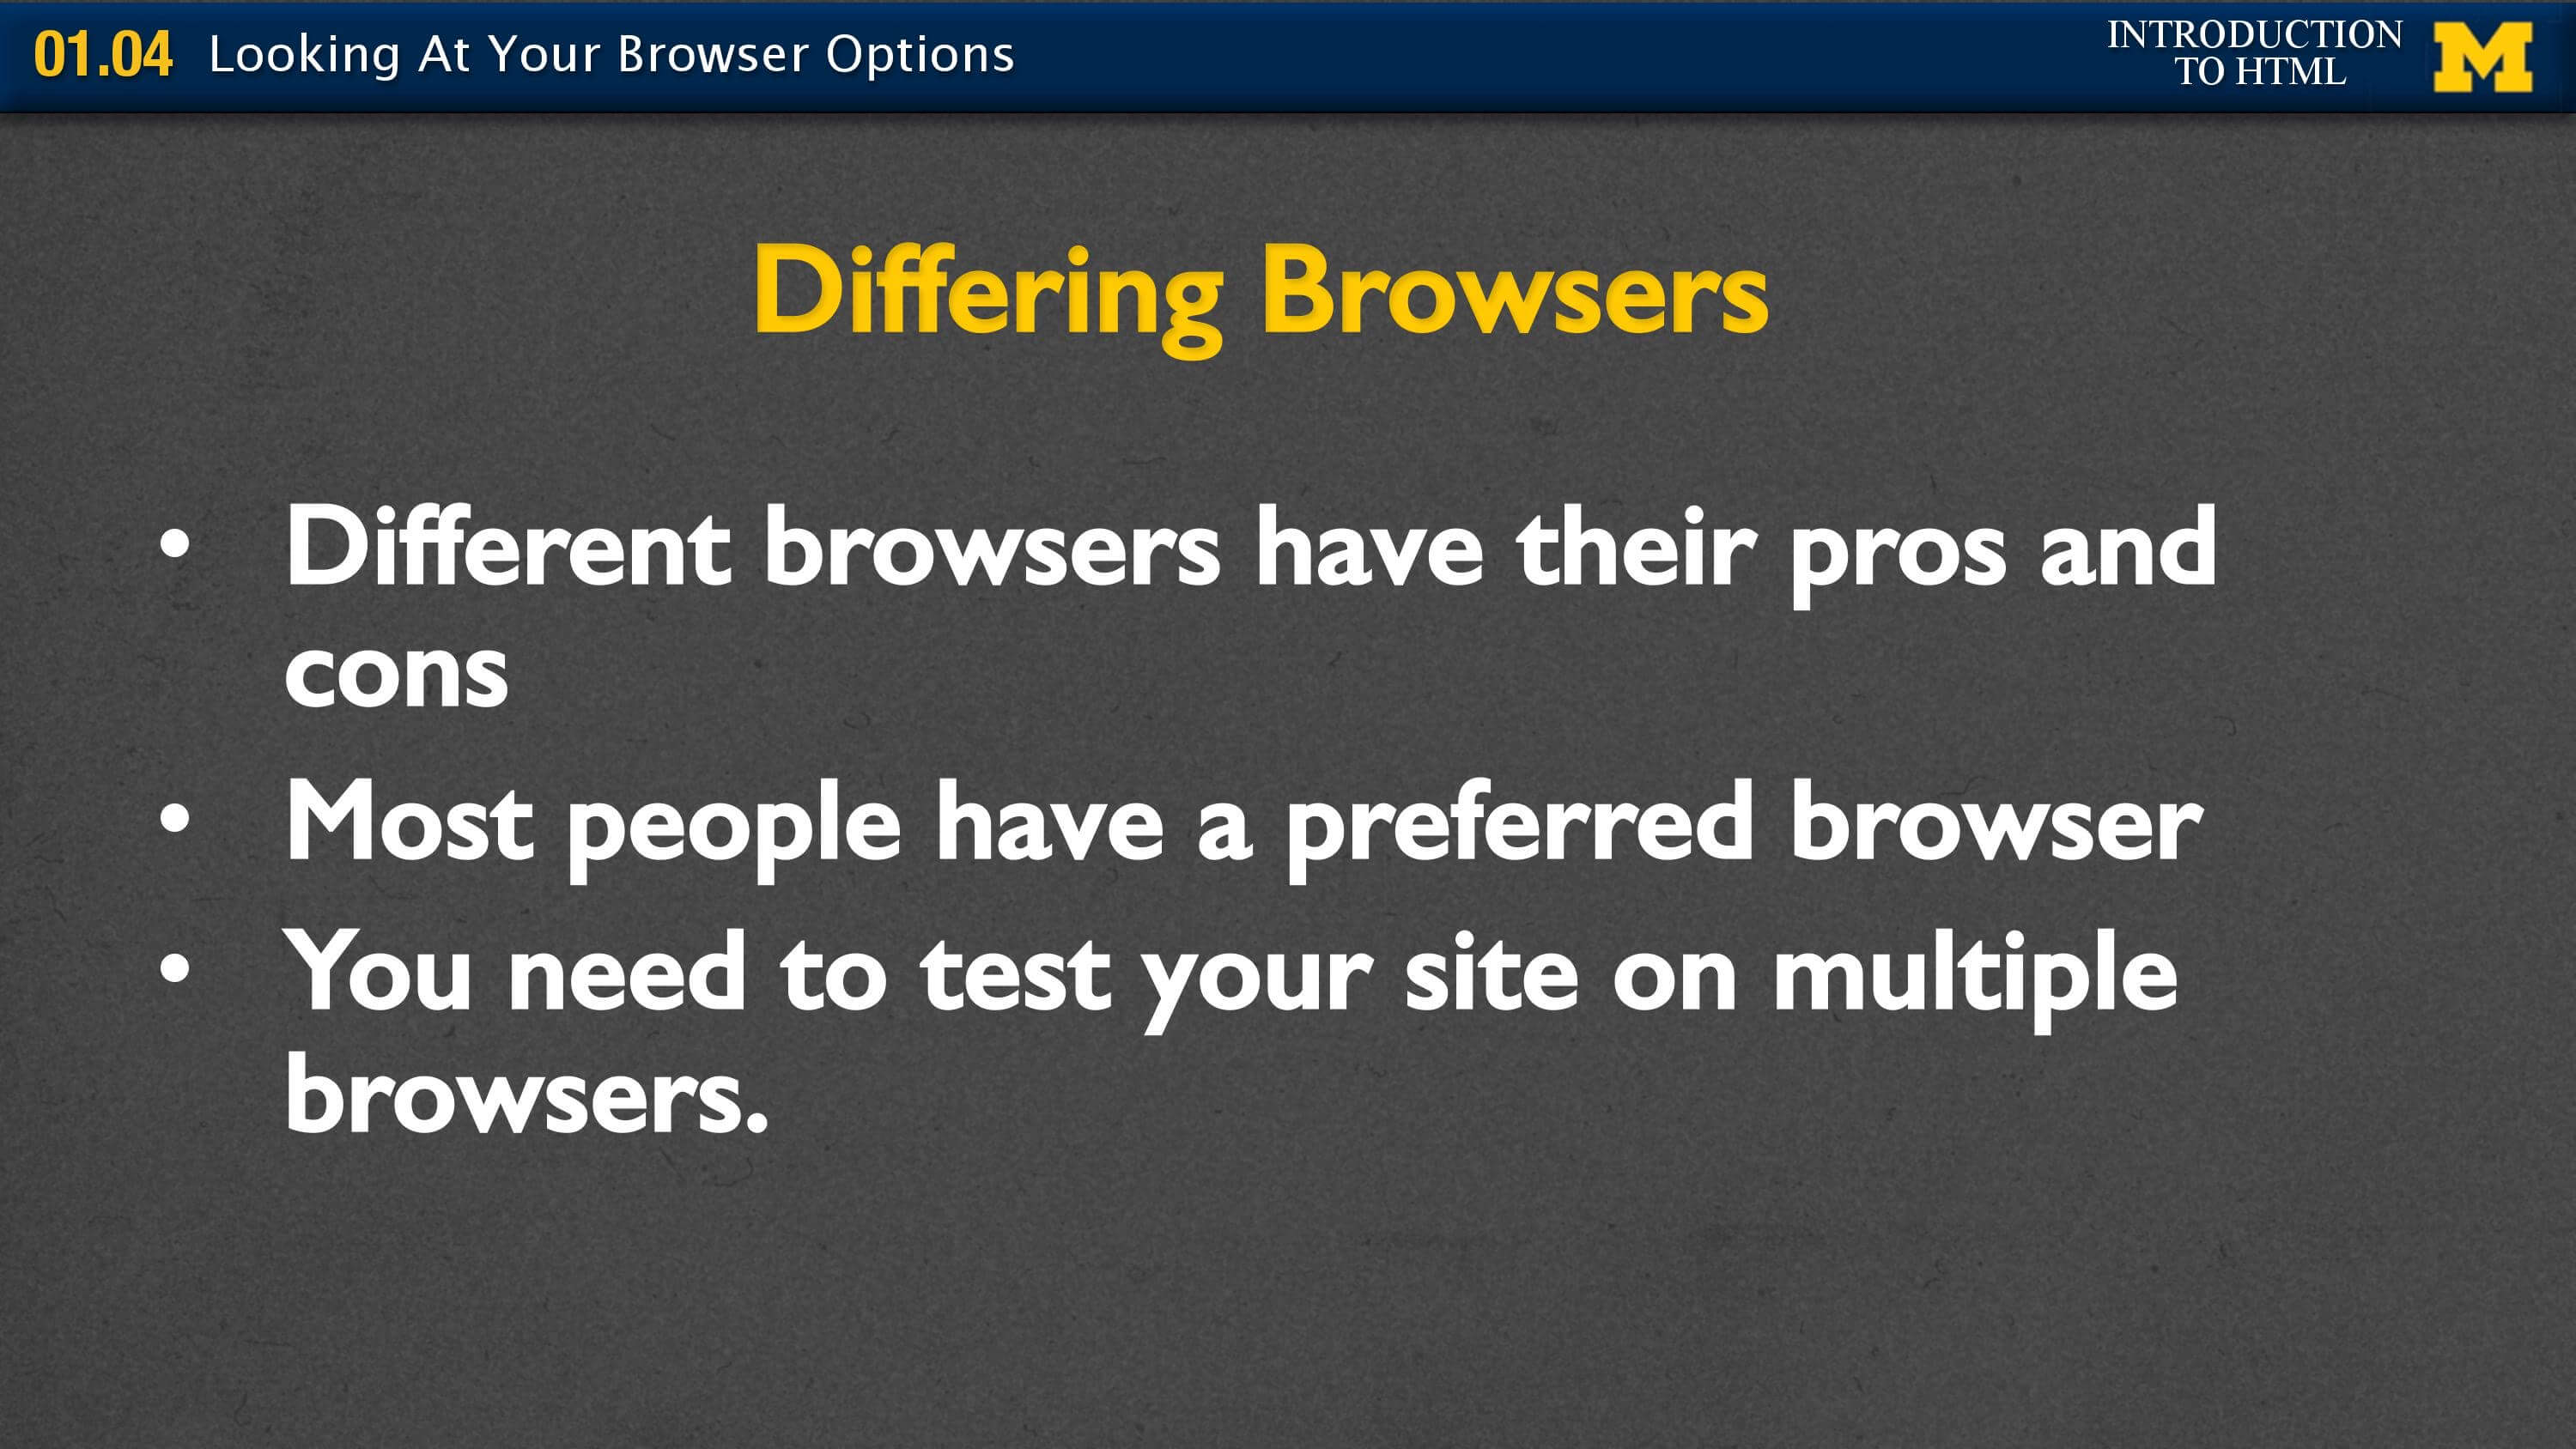 01.04 Looking At Your Browser Options
INTRODUCTION
TO HTML
M
Differing Browsers
• Different browsers have their pros and
cons
• Most people have a preferred browser
• You need to test your site on multiple
browsers.